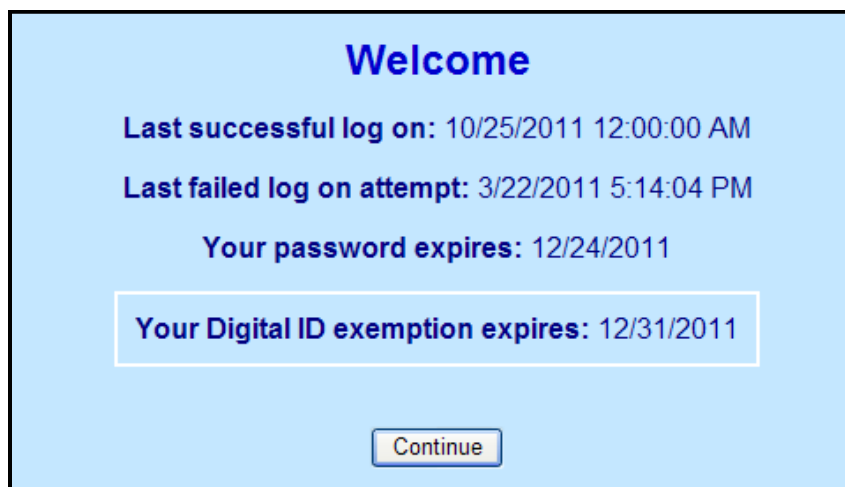 Welcome
Last successful log on: 10/25/2011 12:00:00 AM
Last failed log on attempt: 3/22/2011 5:14:04 PM
Your password expires: 12/24/2011
Your Digital ID exemption expires: 12/31/2011
Continue